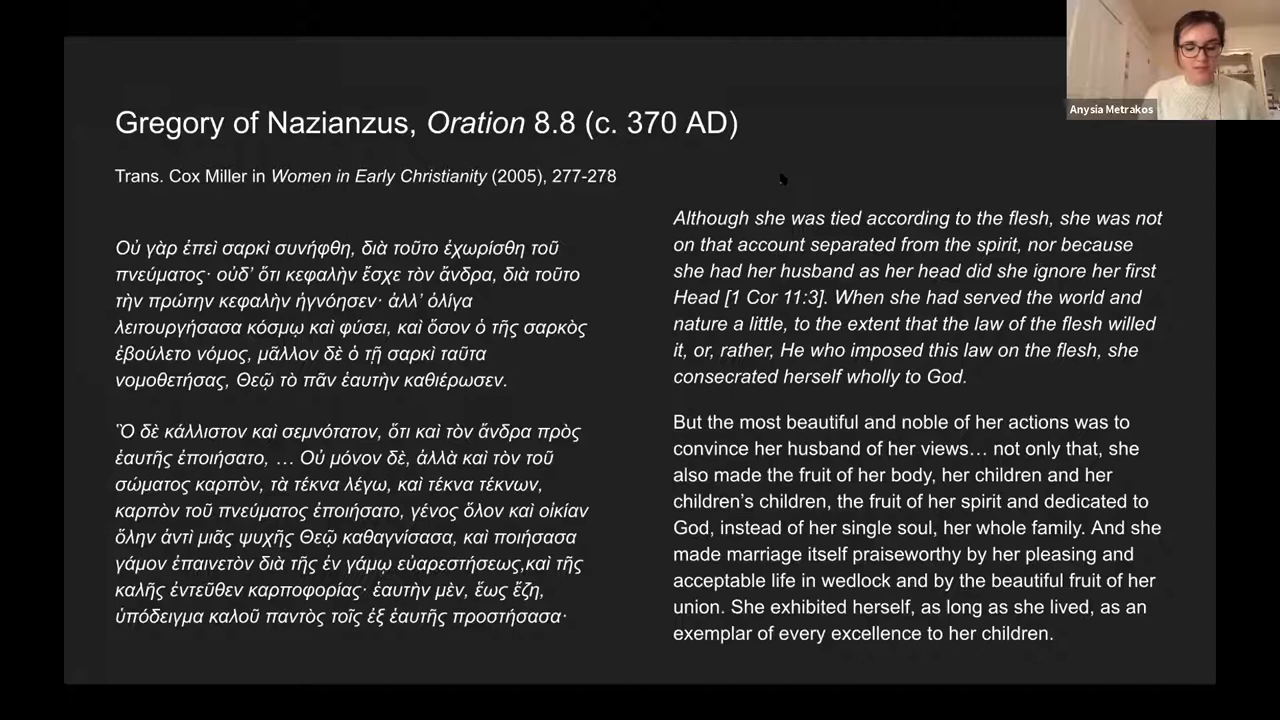 Gregory of Nazianzus, Oration 8.8 (c. 370 AD)
Trans. Cox Miller in Women in Early Christianity (2005), 277-278
Οὐ γὰρ ἐπεὶ σαρκὶ συνήφθη, διὰ τοῦτο ἐχωρίσθη τοῦ
πνεύματος· οὐδ’ ὅτι κεφαλὴν ἔσχε τὸν ἄνδρα, διὰ τοῦτο
τὴν πρώτην κεφαλὴν ἠγνόησεν· ἀλλ’ ὀλίγα
λειτουργήσασα κόσμῳ καὶ φύσει, καὶ ὅσον ὁ τῆς σαρκὸς
ἐβούλετο νόμος, μᾶλλον δὲ ὁ τῇ σαρκὶ ταῦτα
νομοθετήσας, Θεῷ τὸ πᾶν ἑαυτὴν καθιέρωσεν.
Ὃ δὲ κάλλιστον καὶ σεμνότατον, ὅτι καὶ τὸν ἄνδρα πρὸς
ἑαυτῆς ἐποιήσατο, … Οὐ μόνον δὲ, ἀλλὰ καὶ τὸν τοῦ
σώματος καρπὸν, τὰ τέκνα λέγω, καὶ τέκνα τέκνων,
καρπὸν τοῦ πνεύματος ἐποιήσατο, γένος ὅλον καὶ οἰκίαν
ὅλην ἀντὶ μιᾶς ψυχῆς Θεῷ καθαγνίσασα, καὶ ποιήσασα
γάμον ἐπαινετὸν διὰ τῆς ἐν γάμῳ εὐαρεστήσεως,καὶ τῆς
καλῆς ἐντεῦθεν καρποφορίας· ἑαυτὴν μὲν, ἕως ἔζη,
ὑπόδειγμα καλοῦ παντὸς τοῖς ἐξ ἑαυτῆς προστήσασα·
Although she was tied according to the flesh, she was not
on that account separated from the spirit, nor because
she had her husband as her head did she ignore her first
Head [1 Cor 11:3]. When she had served the world and
nature a little, to the extent that the law of the flesh willed
it, or, rather, He who imposed this law on the flesh, she
consecrated herself wholly to God.
But the most beautiful and noble of her actions was to
convince her husband of her views… not only that, she
also made the fruit of her body, her children and her
children’s children, the fruit of her spirit and dedicated to
God, instead of her single soul, her whole family. And she
made marriage itself praiseworthy by her pleasing and
acceptable life in wedlock and by the beautiful fruit of her
union. She exhibited herself, as long as she lived, as an
exemplar of every excellence to her children.
Anysia Metrakos